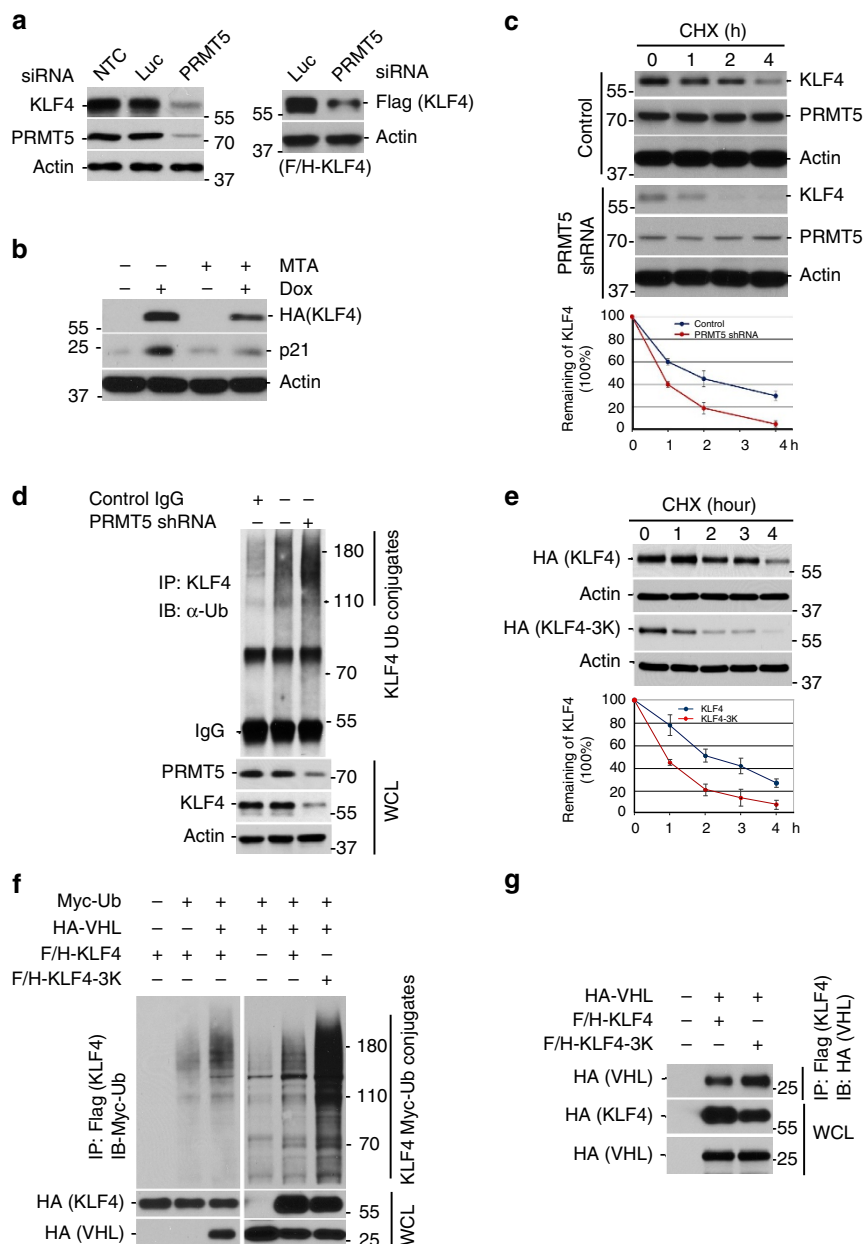 a
siRNA NTC Luc PRMT5
KLF4
55
PRMT5
70
Actin
37
Luc PRMT5 siRNA
55
Flag (KLF4)
Actin
37
(F/H-KLF4)
b
– – + + MTA
– + – + Dox
HA(KLF4)
55
25
p21
Actin
37
c
CHX (h)
0 1 2 4
Control
55
KLF4
70
PRMT5
Actin
37
PRMT5 shRNA
55
KLF4
70
PRMT5
Actin
37
Remaining of KLF4 (100%)
100
80
60
40
20
0
Control
PRMT5 shRNA
0 1 2 3 4 h
d
Control IgG + – –
PRMT5 shRNA – – +
IP: KLF4
IB: α-Ub
180
110
70
IgG
55
KLF4 Ub conjugates
PRMT5
70
KLF4
55
Actin
37
WCL
e
CHX (hour)
0 1 2 3 4
HA (KLF4)
55
Actin
37
HA (KLF4-3K)
55
Actin
37
Remaining of KLF4 (100%)
100
80
60
40
20
0
KLF4
KLF4-3K
0 1 2 3 4 h
f
Myc-Ub – + + + + +
HA-VHL – – + + + +
F/H-KLF4 + + + – + –
F/H-KLF4-3K – – – – – +
IP: Flag (KLF4)
IB-Myc-Ub
180
110
70
KLF4 Myc-Ub conjugates
HA (KLF4)
55
HA (VHL)
25
WCL
g
HA-VHL – + +
F/H-KLF4 – + –
F/H-KLF4-3K – – +
HA (VHL)
25
IP: Flag (KLF4)
IB: HA (VHL)
HA (KLF4)
55
HA (VHL)
25
WCL